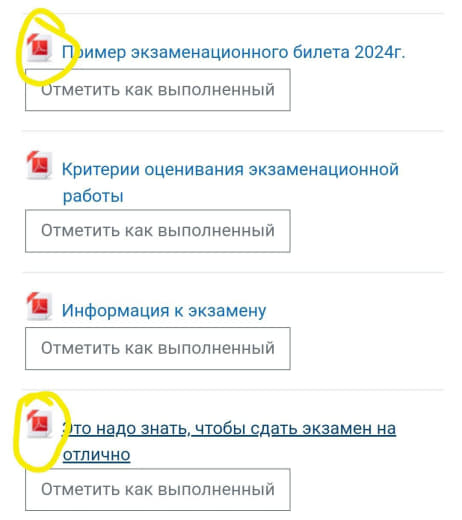 Пример экзаменационного билета 2024г.
Отметить как выполненный
Критерии оценивания экзаменационной
работы
Отметить как выполненный
Информация к экзамену
Отметить как выполненный
Это надо знать, чтобы сдать экзамен на
отлично
Отметить как выполненный